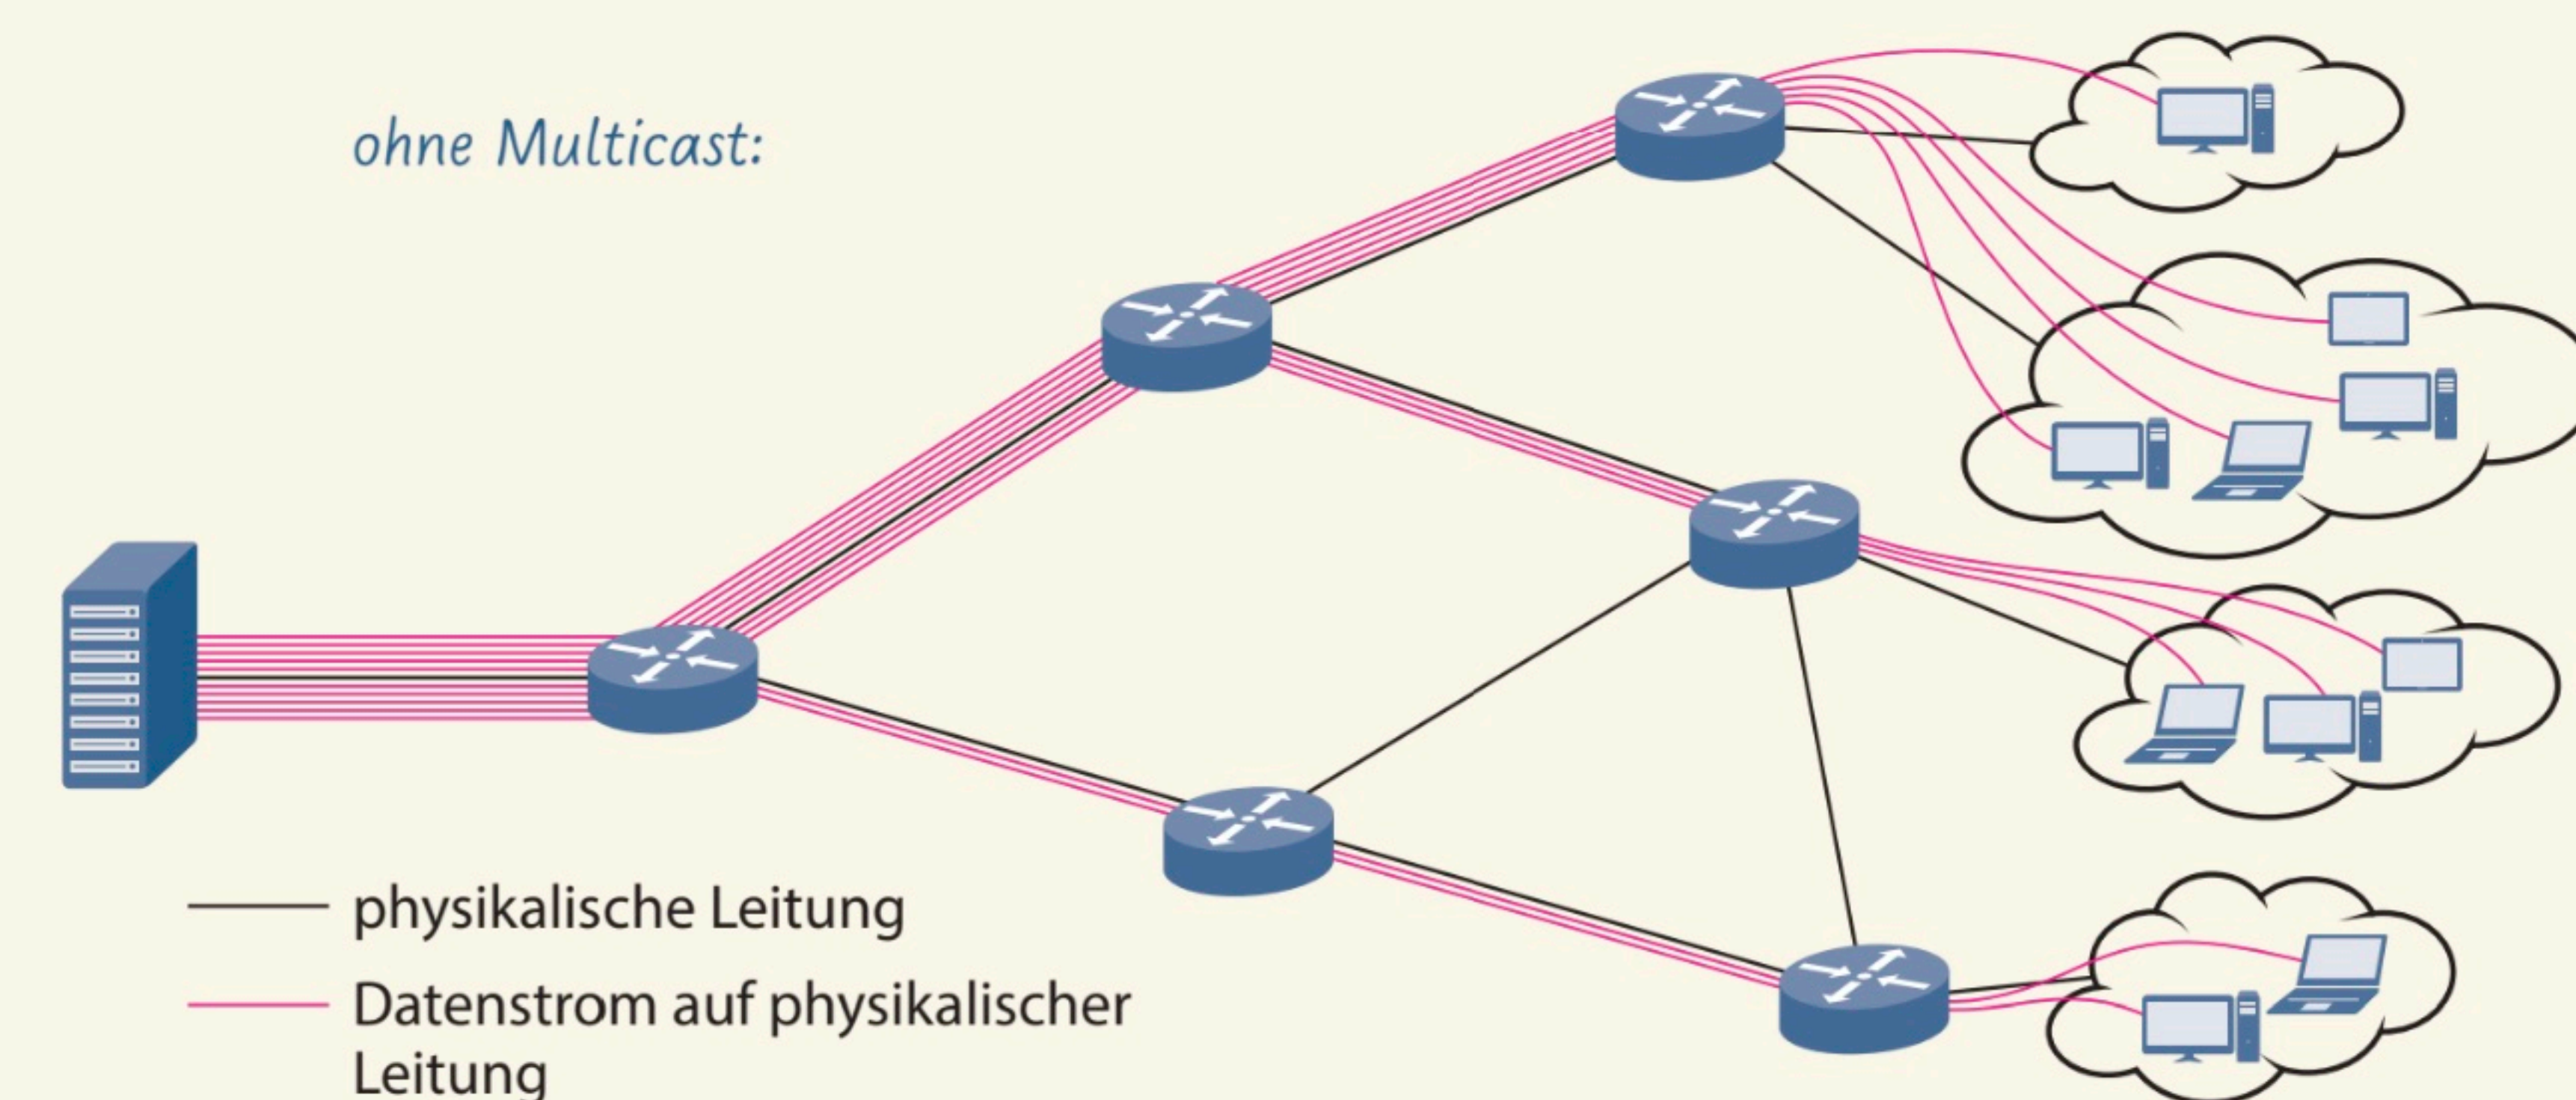 ohne Multicast:
physikalische Leitung
Datenstrom auf physikalischer
Leitung